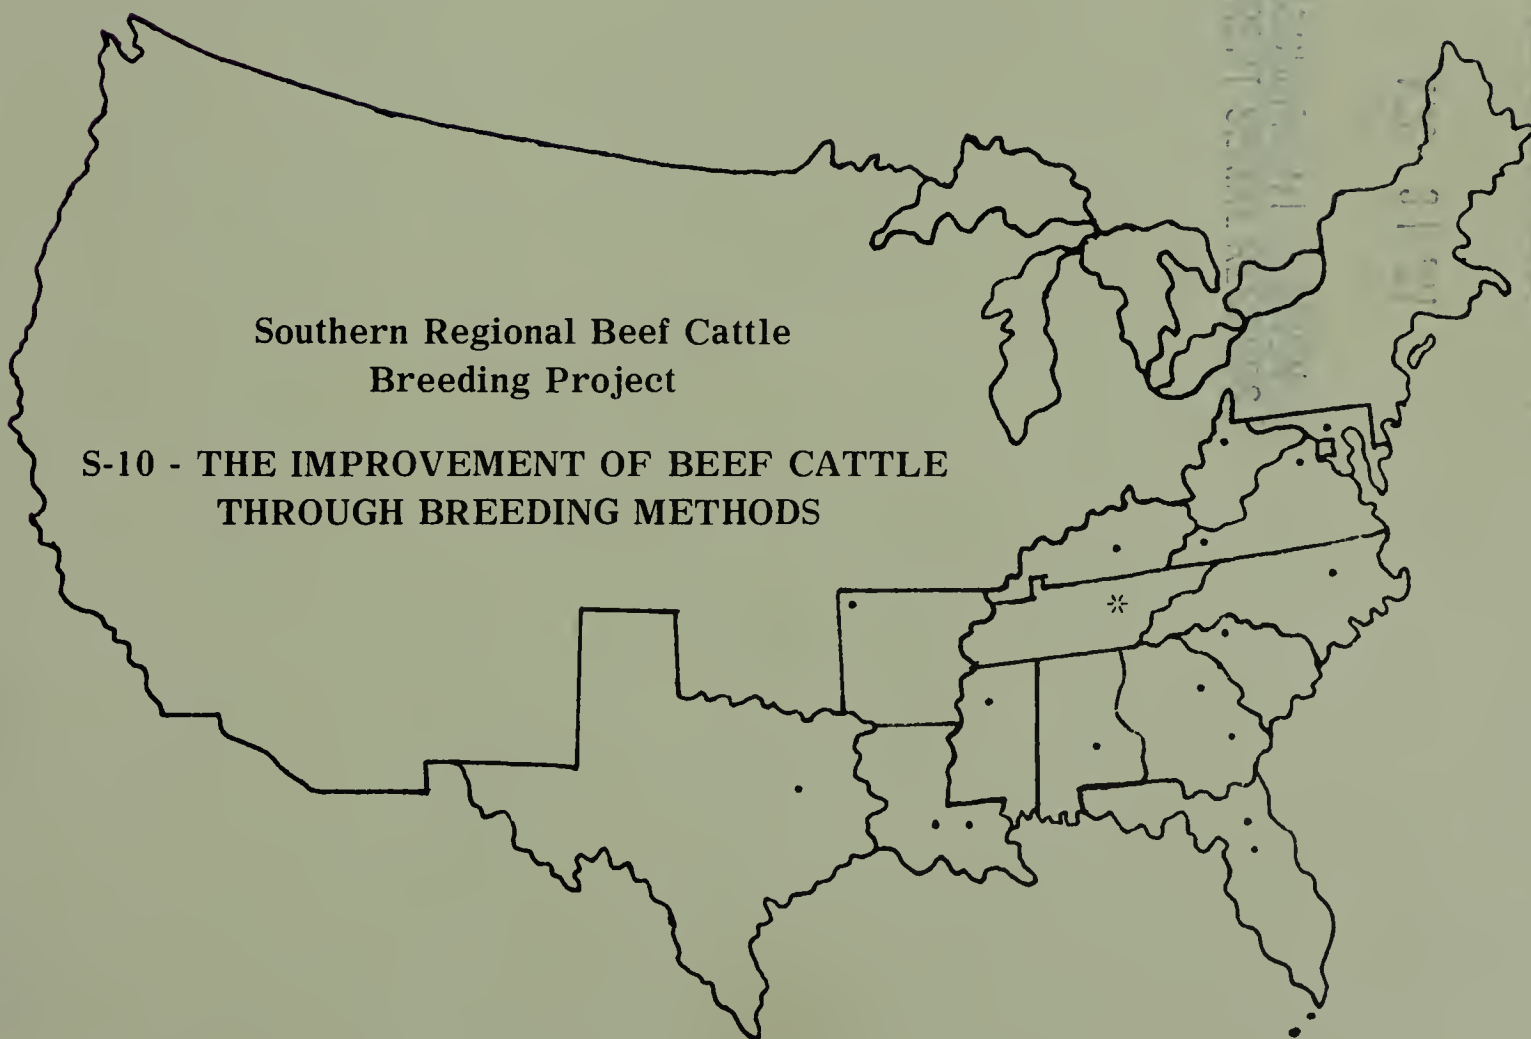 Southern Regional Beef Cattle
Breeding Project
S-10 - THE IMPROVEMENT OF BEEF CATTLE
THROUGH BREEDING METHODS